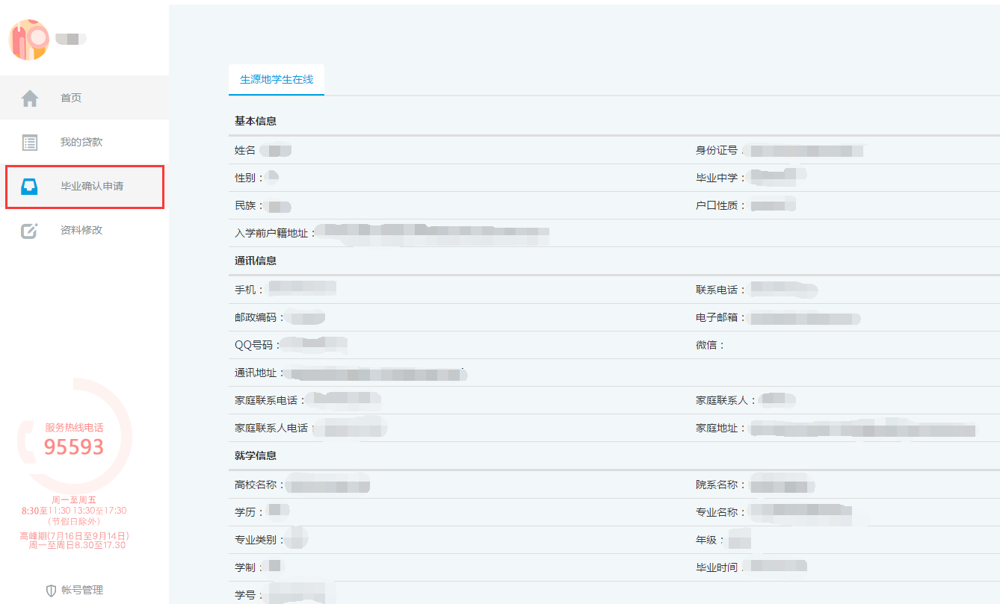 首页
我的贷款
毕业确认申请
资料修改
服务热线电话
95593
周一至周五
8:30至11:30 13:30至17:30
（节假日除外）
高峰期(7月16日至9月14日)
周一至周日8.30至17.30
帐号管理
生源地学生在线
基本信息
姓名 身份证号
性别： 毕业中学：
民族： 户口性质：
入学前户籍地址：
通讯信息
手机： 联系电话：
邮政编码： 电子邮箱：
QQ号码： 微信：
通讯地址：
家庭联系电话： 家庭联系人：
家庭联系人电话 家庭地址：
就学信息
高校名称： 院系名称：
学历： 专业名称：
专业类别： 年级：
学制： 毕业时间
学号：